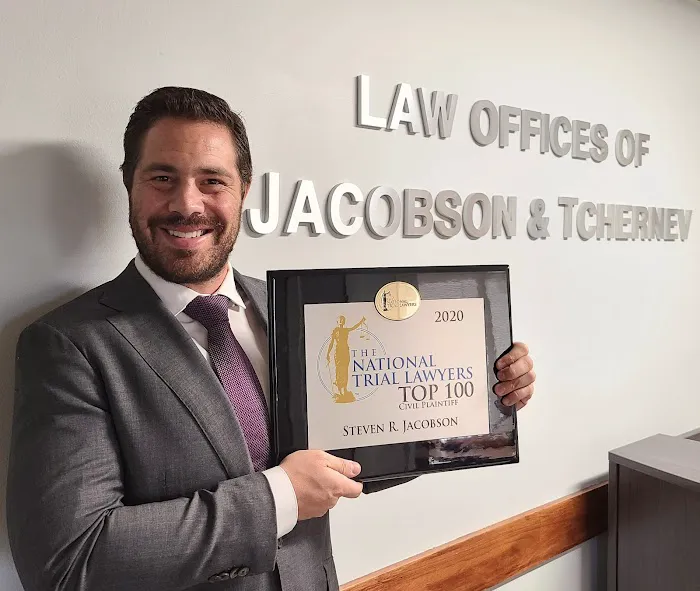 LAW OFFICES OF
JACOBSON & TCHERNEV
2020
THE
NATIONAL
TRIAL LAWYERS
TOP 100
CIVIL PLAINTIFF
STEVEN R. JACOBSON